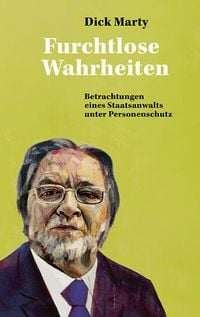 Dick Marty
Furchtlose
Wahrheiten
Betrachtungen
eines Staatsanwalts
unter Personenschutz